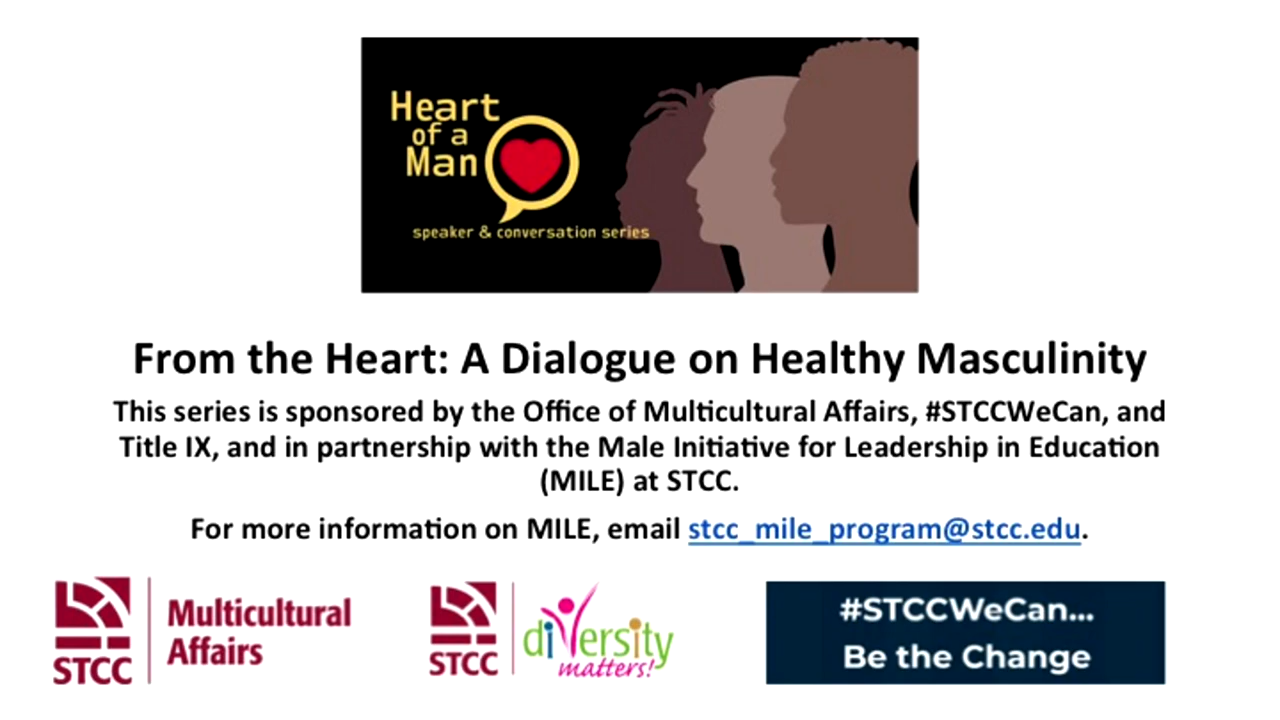 Heart
of a
Man
speaker & conversation series
From the Heart: A Dialogue on Healthy Masculinity
This series is sponsored by the Office of Multicultural Affairs, #STCCWeCan, and
Title IX, and in partnership with the Male Initiative for Leadership in Education
(MILE) at STCC.
For more information on MILE, email stcc_mile_program@stcc.edu.
STCC
Multicultural
Affairs
STCC
diversity
matters!
#STCCWeCan...
Be the Change